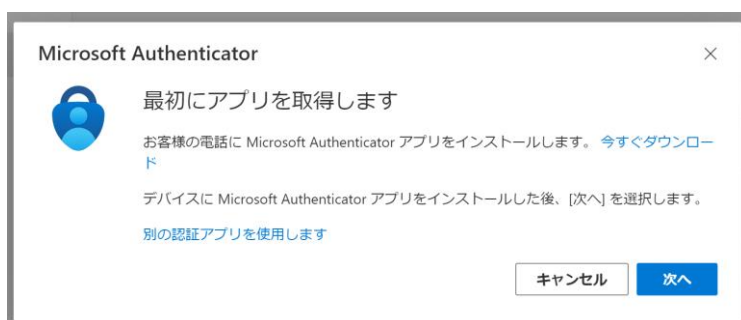 Microsoft Authenticator
最初にアプリを取得します
お客様の電話に Microsoft Authenticator アプリをインストールします。 今すぐダウンロー
ド
デバイスに Microsoft Authenticator アプリをインストールした後、[次へ] を選択します。
別の認証アプリを使用します
キャンセル 次へ